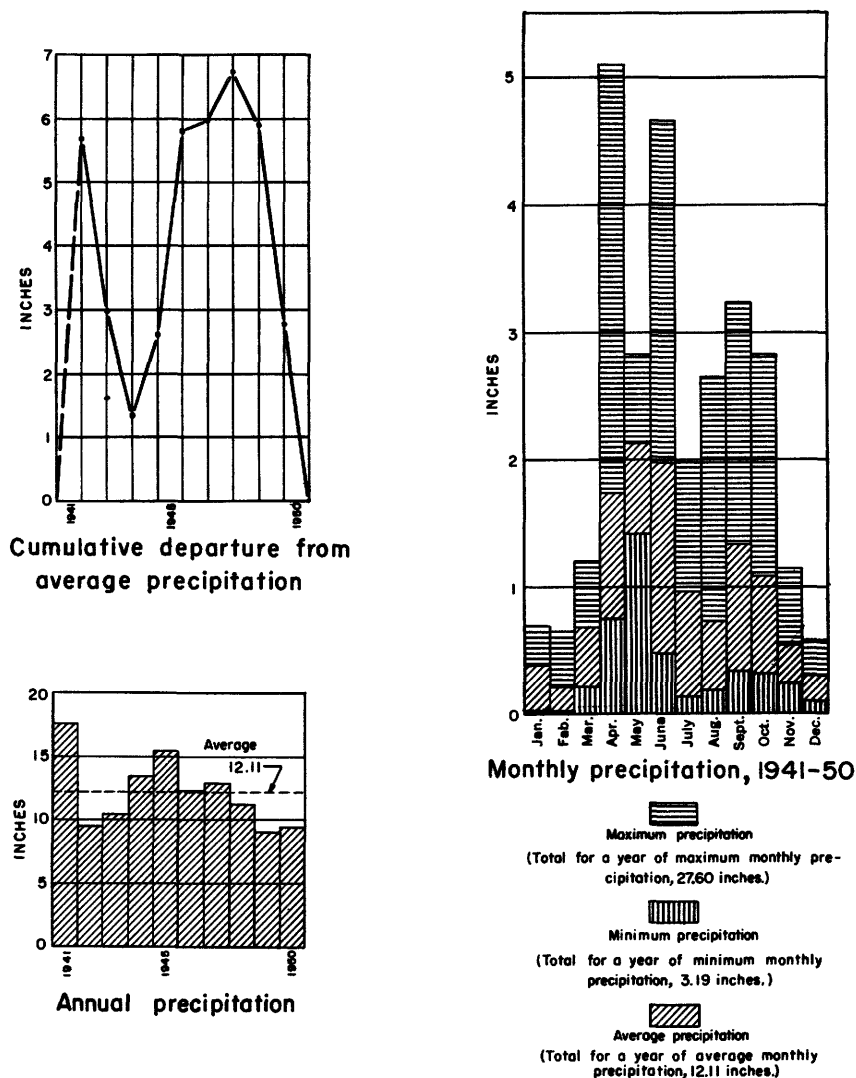 7
6
5
4
3
2
1
0
INCHES
1941
1945
1950
Cumulative departure from
average precipitation
20
15
10
5
0
INCHES
Average
12.11
1941
1945
1950
Annual precipitation
5
4
3
2
1
0
INCHES
Jan.
Feb.
Mar.
Apr.
May
June
July
Aug.
Sept.
Oct.
Nov.
Dec.
Monthly precipitation, 1941-50
Maximum precipitation
(Total for a year of maximum monthly pre-
cipitation, 27.60 inches.)
Minimum precipitation
(Total for a year of minimum monthly
precipitation, 3.19 inches.)
Average precipitation
(Total for a year of average monthly
precipitation, 12.11 inches.)